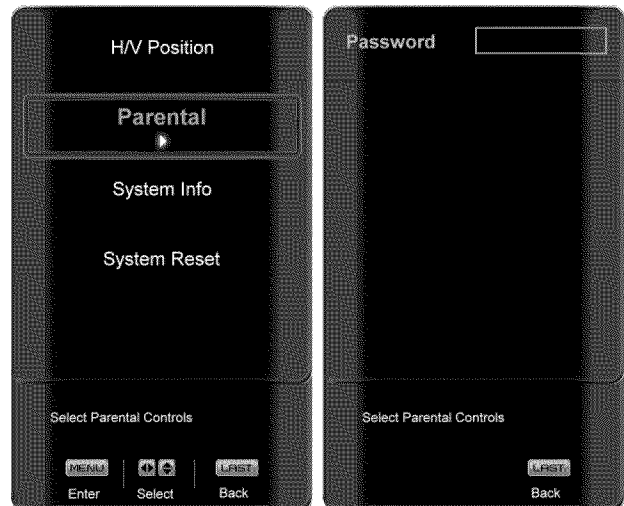 H/V Position
Parental
System Info
System Reset
Select Parental Controls
MENU LAST
Enter Select Back
Password
Select Parental Controls
LAST
Back